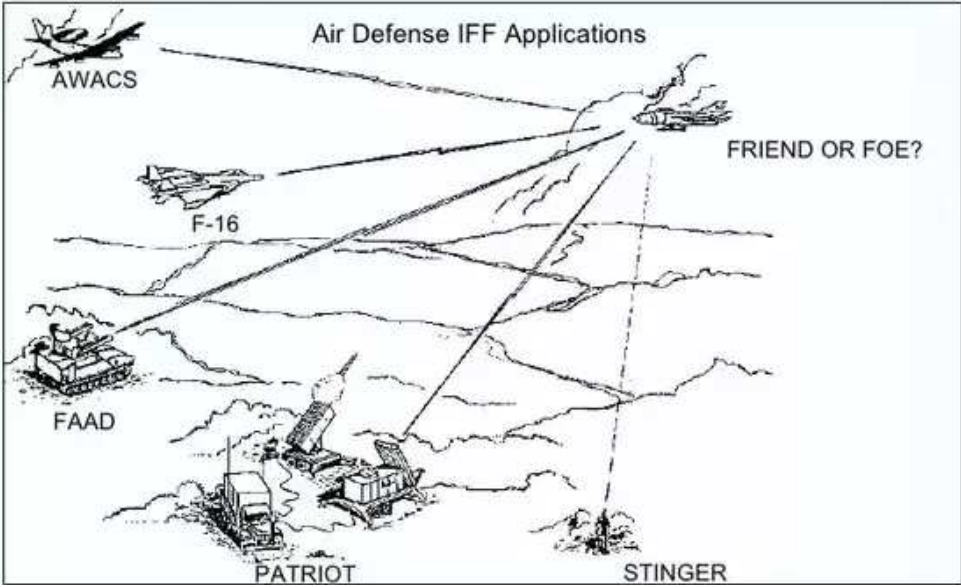 Air Defense IFF Applications
AWACS
FRIEND OR FOE?
F-16
FAAD
PATRIOT
STINGER